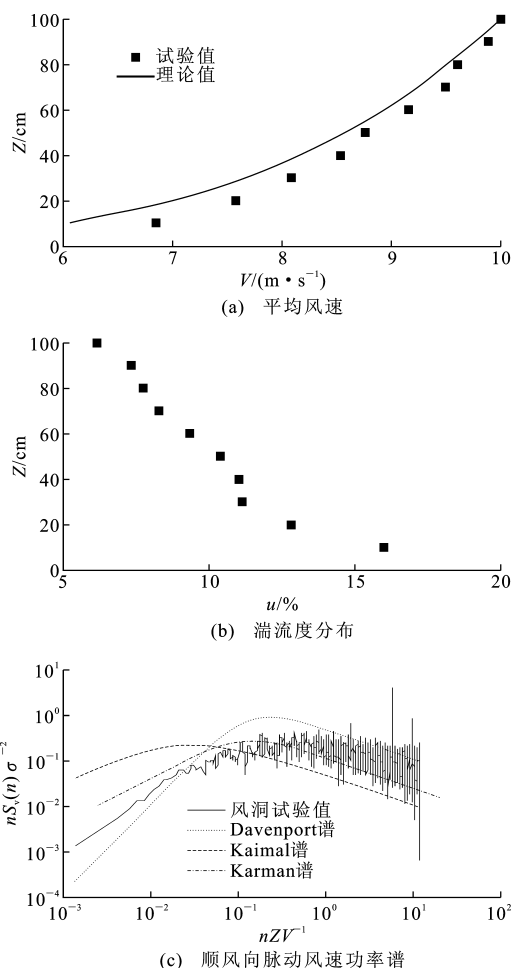 100
80
60
40
20
0
Z/cm
试验值
理论值
6 7 8 9 10
V/(m·s⁻¹)
(a) 平均风速
100
80
60
40
20
0
Z/cm
5 10 15 20
u/%
(b) 湍流度分布
10¹
10⁰
10⁻¹
10⁻²
10⁻³
10⁻⁴
nSᵥ(n)σ⁻²
风洞试验值
Davenport谱
Kaimal谱
Karman谱
10⁻³ 10⁻² 10⁻¹ 10⁰ 10¹ 10²
nZV⁻¹
(c) 顺风向脉动风速功率谱